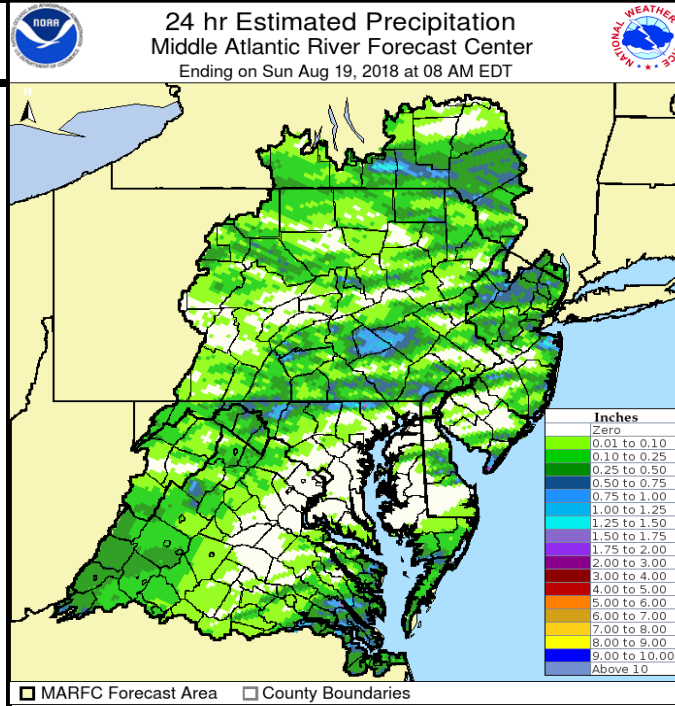 24 hr Estimated Precipitation
Middle Atlantic River Forecast Center
Ending on Sun Aug 19, 2018 at 08 AM EDT
NOAA
NATIONAL WEATHER
N
Inches
Zero
0.01 to 0.10
0.10 to 0.25
0.25 to 0.50
0.50 to 0.75
0.75 to 1.00
1.00 to 1.25
1.25 to 1.50
1.50 to 1.75
1.75 to 2.00
2.00 to 3.00
3.00 to 4.00
4.00 to 5.00
5.00 to 6.00
6.00 to 7.00
7.00 to 8.00
8.00 to 9.00
9.00 to 10.00
Above 10
MARFC Forecast Area
County Boundaries